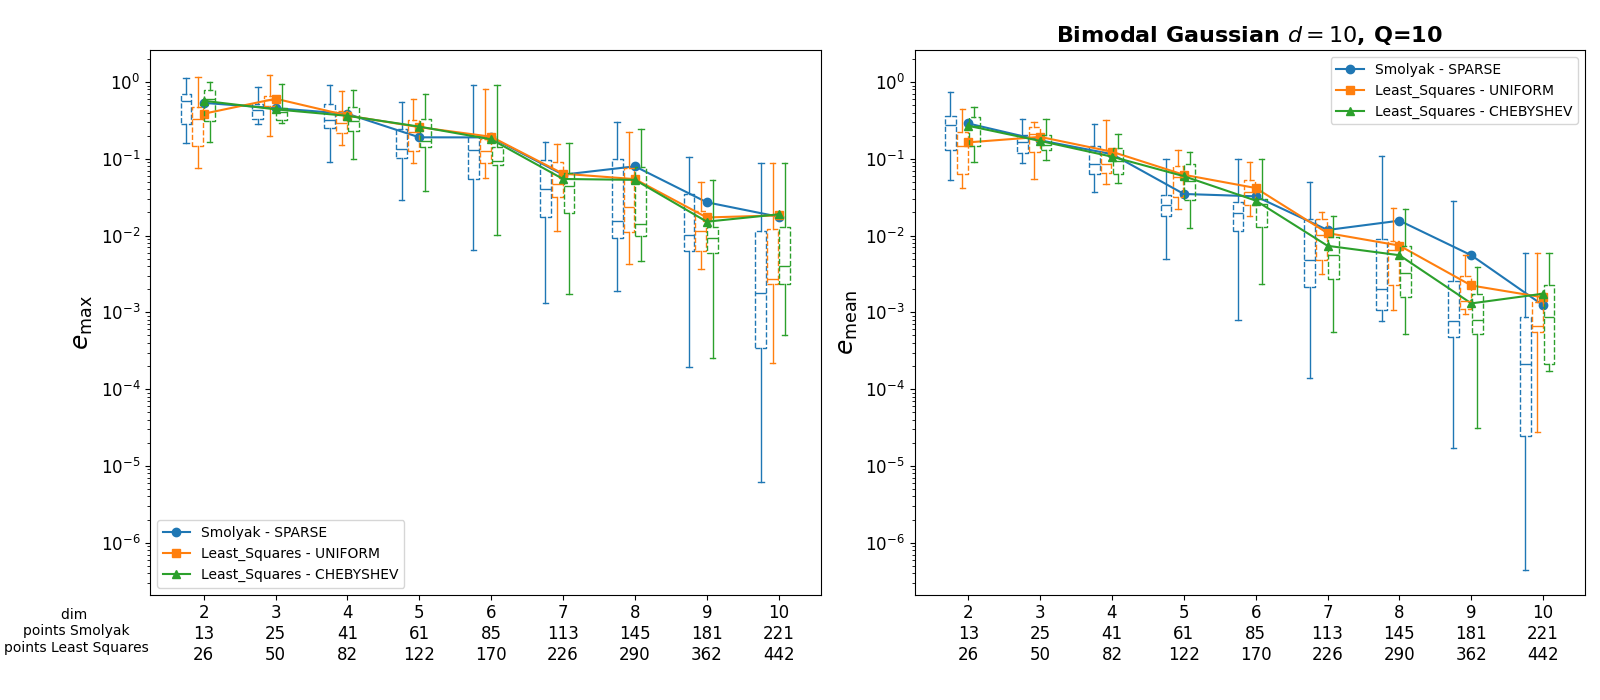 Bimodal Gaussian d = 10, Q=10
10⁰
10⁻¹
10⁻²
10⁻³
10⁻⁴
10⁻⁵
10⁻⁶
e_max
Smolyak - SPARSE
Least_Squares - UNIFORM
Least_Squares - CHEBYSHEV
dim 2 3 4 5 6 7 8 9 10
points Smolyak 13 25 41 61 85 113 145 181 221
points Least Squares 26 50 82 122 170 226 290 362 442
10⁰
10⁻¹
10⁻²
10⁻³
10⁻⁴
10⁻⁵
10⁻⁶
e_mean
Smolyak - SPARSE
Least_Squares - UNIFORM
Least_Squares - CHEBYSHEV
2 3 4 5 6 7 8 9 10
13 25 41 61 85 113 145 181 221
26 50 82 122 170 226 290 362 442